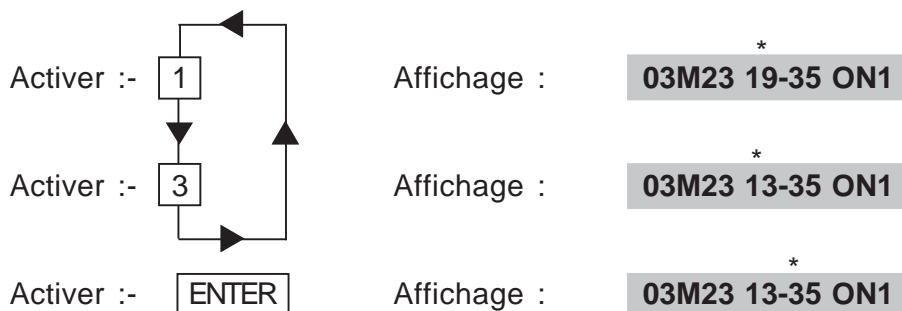 *
Activer :- 1 Affichage : 03M23 19-35 ON1
*
Activer :- 3 Affichage : 03M23 13-35 ON1
*
Activer :- ENTER Affichage : 03M23 13-35 ON1